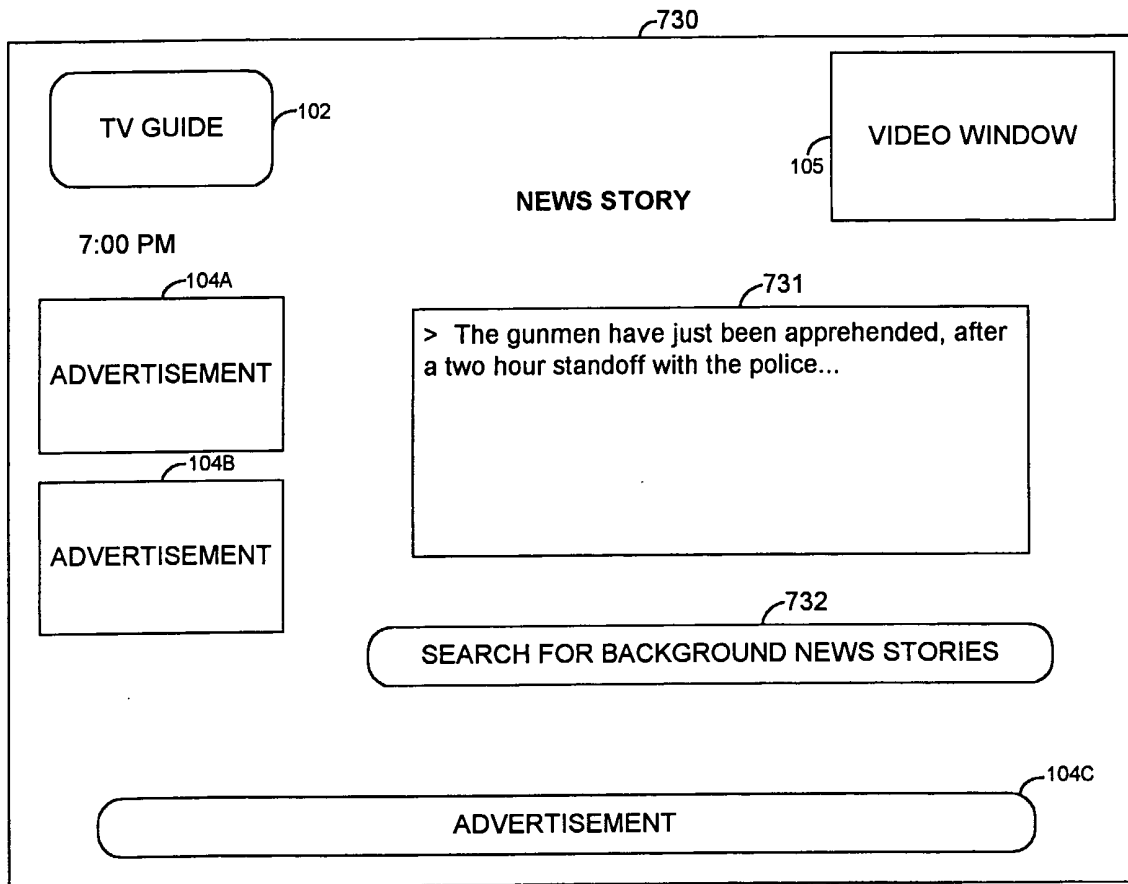 730
TV GUIDE
102
VIDEO WINDOW
105
NEWS STORY
7:00 PM
104A
ADVERTISEMENT
731
> The gunmen have just been apprehended, after
a two hour standoff with the police...
104B
ADVERTISEMENT
732
SEARCH FOR BACKGROUND NEWS STORIES
104C
ADVERTISEMENT